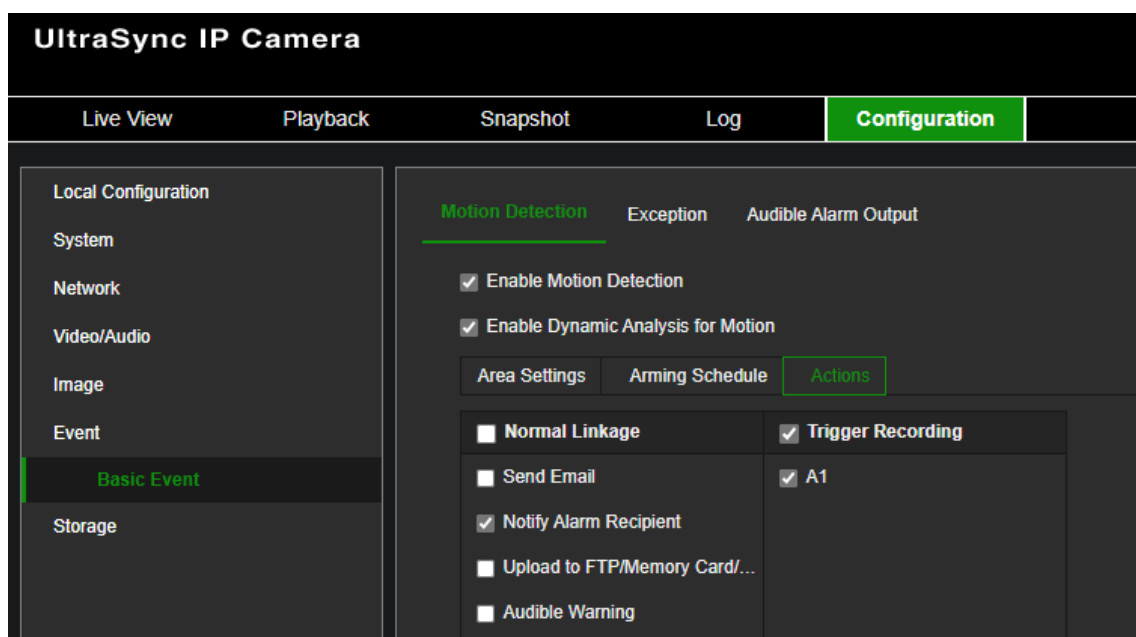 UltraSync IP Camera
Live View Playback Snapshot Log Configuration
Local Configuration
System
Network
Video/Audio
Image
Event
Basic Event
Storage
Motion Detection Exception Audible Alarm Output
Enable Motion Detection
Enable Dynamic Analysis for Motion
Area Settings Arming Schedule Actions
Normal Linkage Trigger Recording
Send Email A1
Notify Alarm Recipient
Upload to FTP/Memory Card/...
Audible Warning